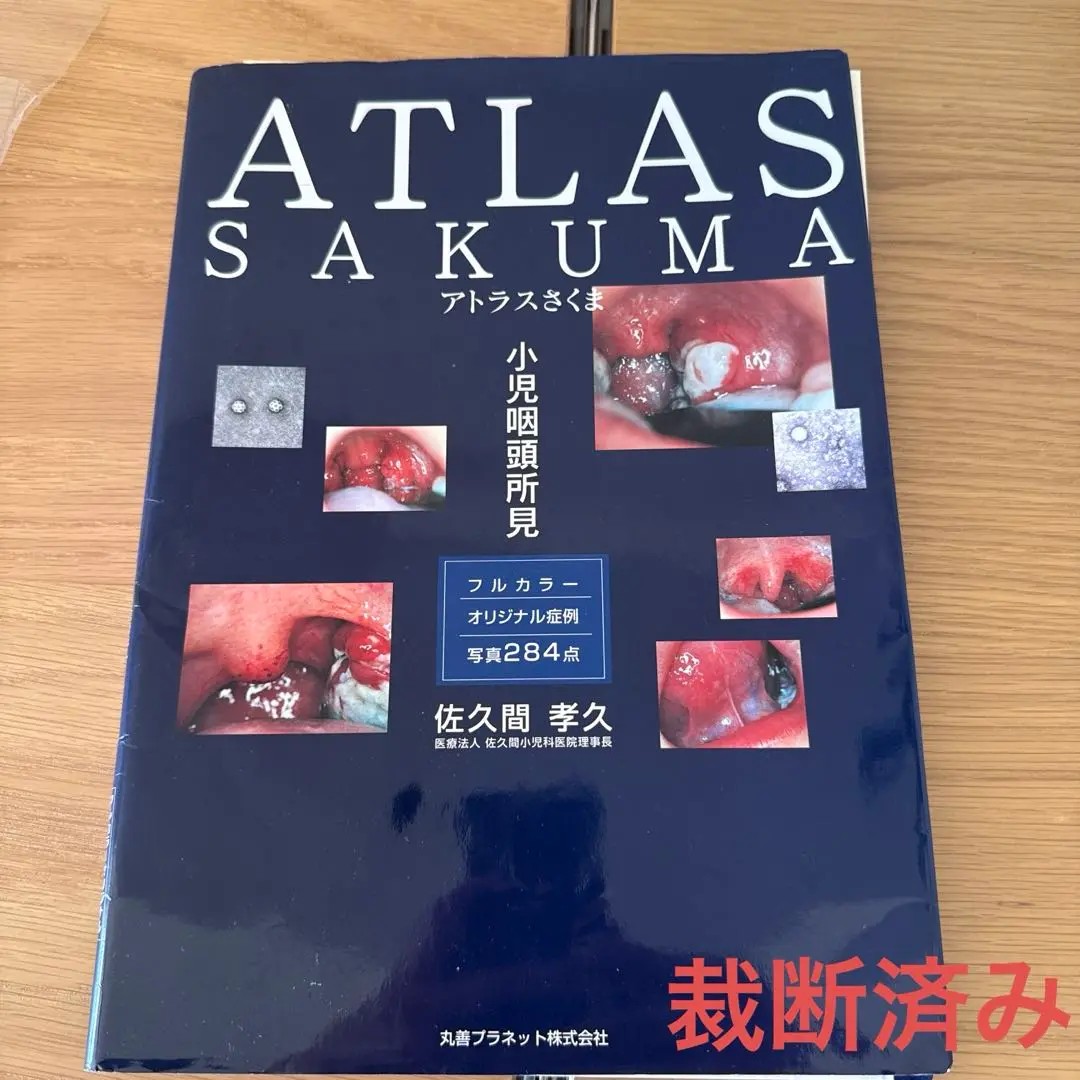 ATLAS
SAKUMA
アトラスさくま
小児咽頭所見
フルカラー
オリジナル症例
写真284点
佐久間 孝久
医療法人 佐久間小児科医院理事長
丸善プラネット株式会社
裁断済み